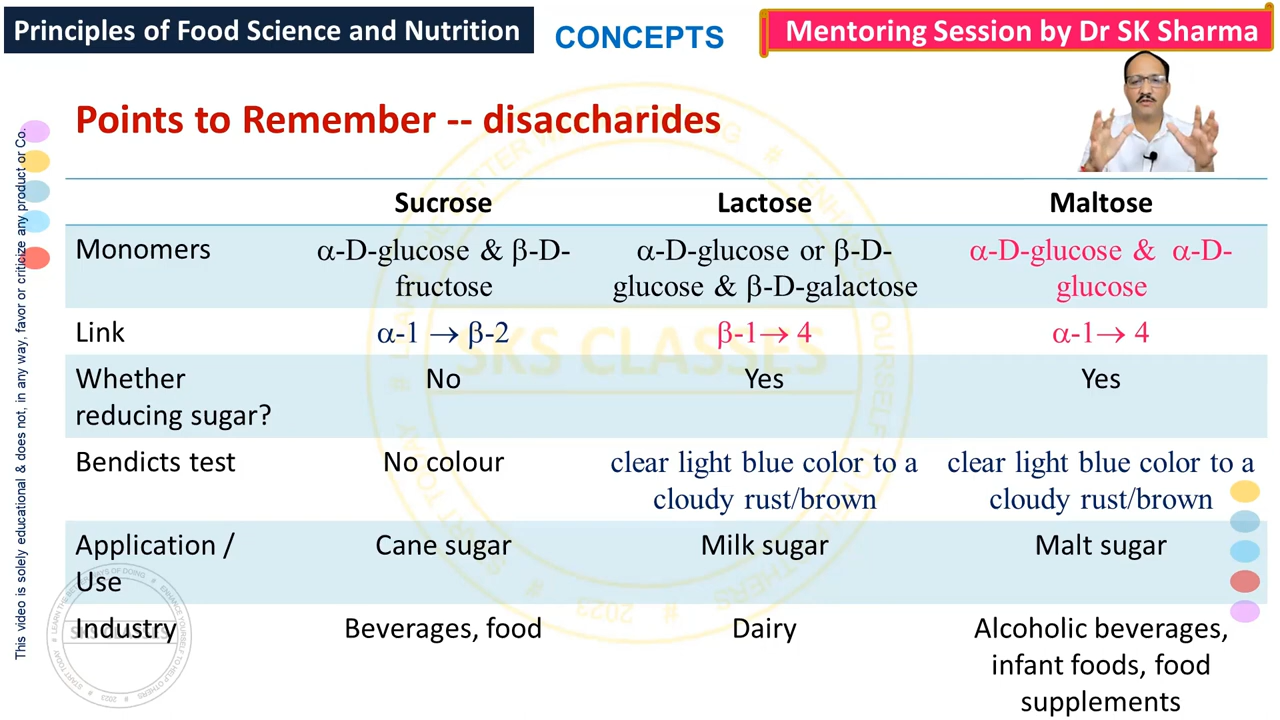 Principles of Food Science and Nutrition
CONCEPTS
Mentoring Session by Dr SK Sharma
Points to Remember -- disaccharides
Sucrose Lactose Maltose
Monomers α-D-glucose & β-D- α-D-glucose or β-D- α-D-glucose & α-D-
fructose glucose & β-D-galactose glucose
Link α-1 → β-2 β-1→ 4 α-1→ 4
Whether No Yes Yes
reducing sugar?
Bendicts test No colour clear light blue color to a clear light blue color to a
cloudy rust/brown cloudy rust/brown
Application / Cane sugar Milk sugar Malt sugar
Use
Industry Beverages, food Dairy Alcoholic beverages,
infant foods, food
supplements
This video is solely educational & does not, in any way, favor or criticize any product or Co.
SKS CLASSES
2023